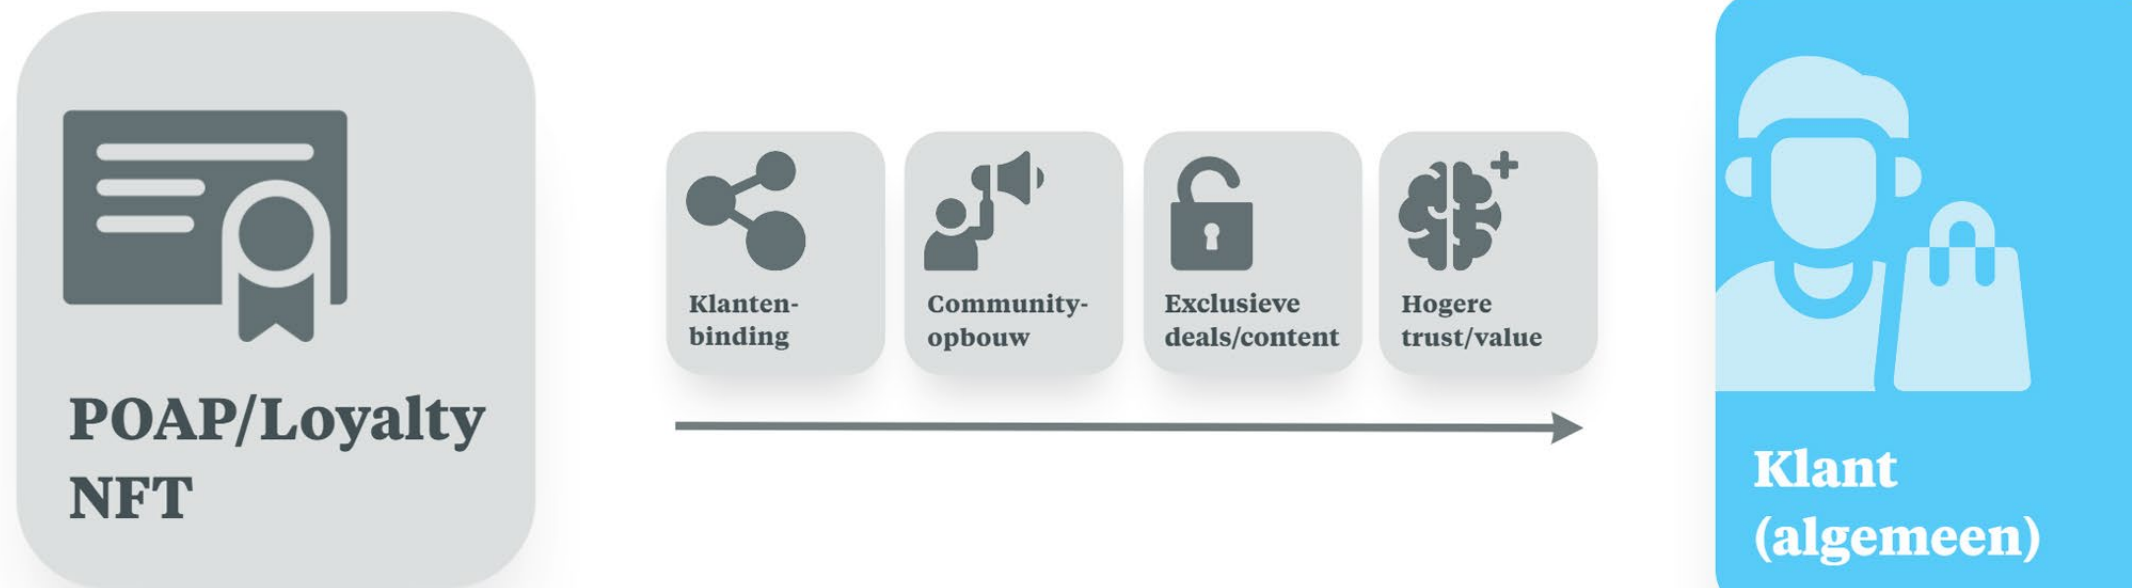 POAP/Loyalty
NFT
Klanten-
binding
Community-
opbouw
Exclusieve
deals/content
Hogere
trust/value
Klant
(algemeen)